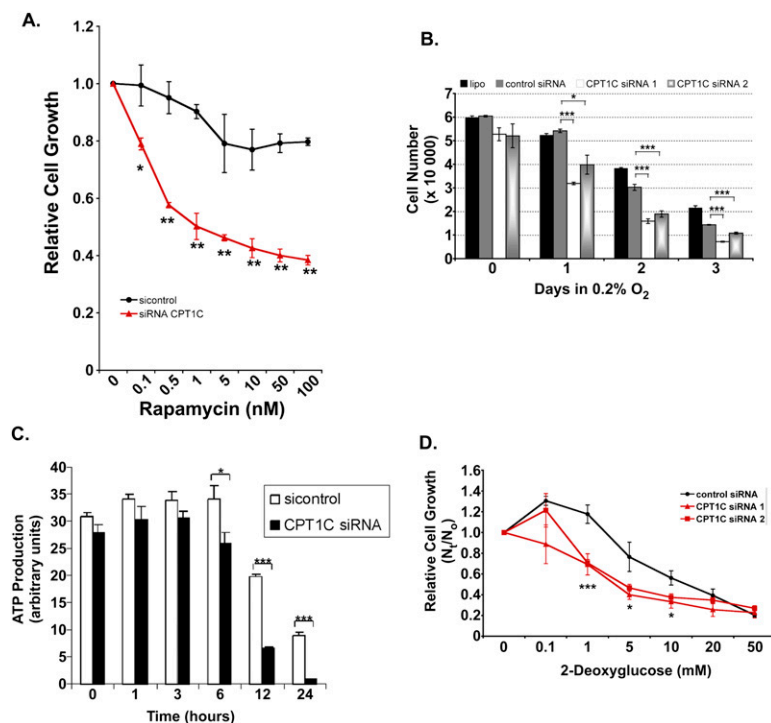 A.
Relative Cell Growth
1.2
1.0
0.8
0.6
0.4
0.2
0
*
**
**
**
**
**
**
sicontrol
siRNA CPT1C
0 0.1 0.5 1 5 10 50 100
Rapamycin (nM)
B.
lipo control siRNA CPT1C siRNA 1 CPT1C siRNA 2
Cell Number
(x 10 000)
6
5
4
3
2
1
0
*
***
***
***
***
***
0 1 2 3
Days in 0.2% O2
C.
ATP Production
(arbitrary units)
40
35
30
25
20
15
10
5
0
*
***
***
sicontrol
CPT1C siRNA
0 1 3 6 12 24
Time (hours)
D.
Relative Cell Growth
(Nt/No)
1.6
1.4
1.2
1.0
0.8
0.6
0.4
0.2
0
***
*
*
control siRNA
CPT1C siRNA 1
CPT1C siRNA 2
0 0.1 1 5 10 20 50
2-Deoxyglucose (mM)